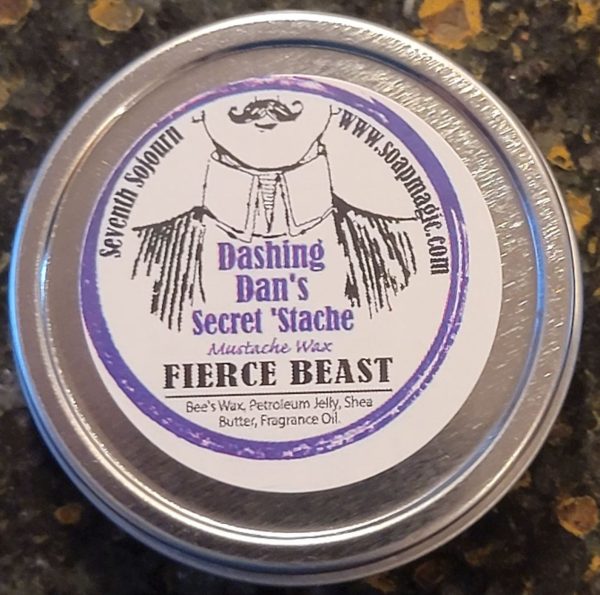 Seventh Sojourn
www.soapmagic.com
Dashing
Dan's
Secret 'Stache
Mustache Wax
FIERCE BEAST
Bee's Wax, Petroleum Jelly, Shea
Butter, Fragrance Oil.